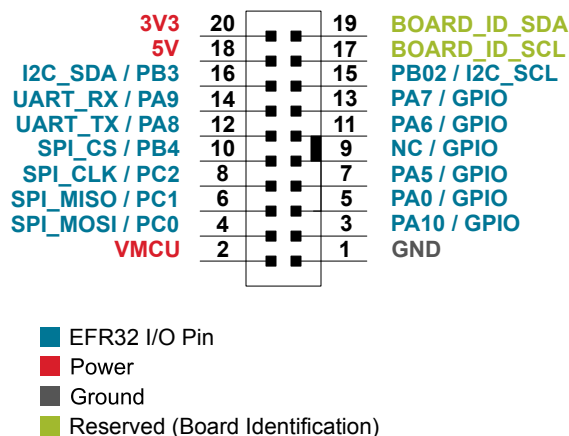 3V3 20 19 BOARD_ID_SDA
5V 18 17 BOARD_ID_SCL
I2C_SDA / PB3 16 15 PB02 / I2C_SCL
UART_RX / PA9 14 13 PA7 / GPIO
UART_TX / PA8 12 11 PA6 / GPIO
SPI_CS / PB4 10 9 NC / GPIO
SPI_CLK / PC2 8 7 PA5 / GPIO
SPI_MISO / PC1 6 5 PA0 / GPIO
SPI_MOSI / PC0 4 3 PA10 / GPIO
VMCU 2 1 GND
EFR32 I/O Pin
Power
Ground
Reserved (Board Identification)